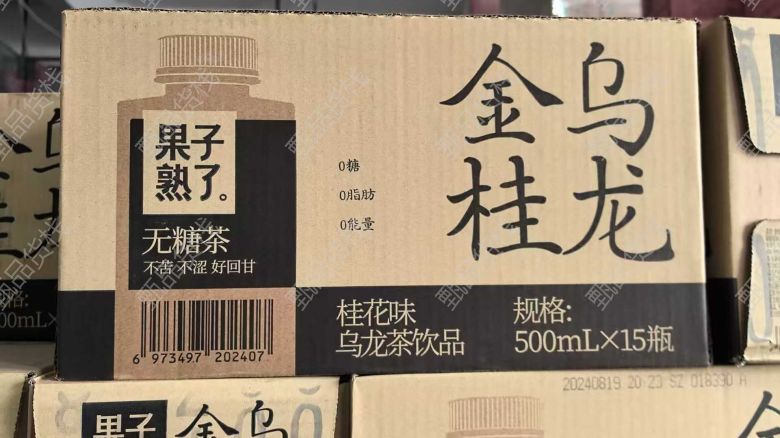 果子
熟了。
无糖茶
不苦 不涩 好回甘
6 973497 202407
0糖
0脂肪
0能量
金乌
桂龙
桂花味
乌龙茶饮品
规格:
500mL×15瓶
20240819 20:23 SZ 018390 A
果子
金乌
00mL×